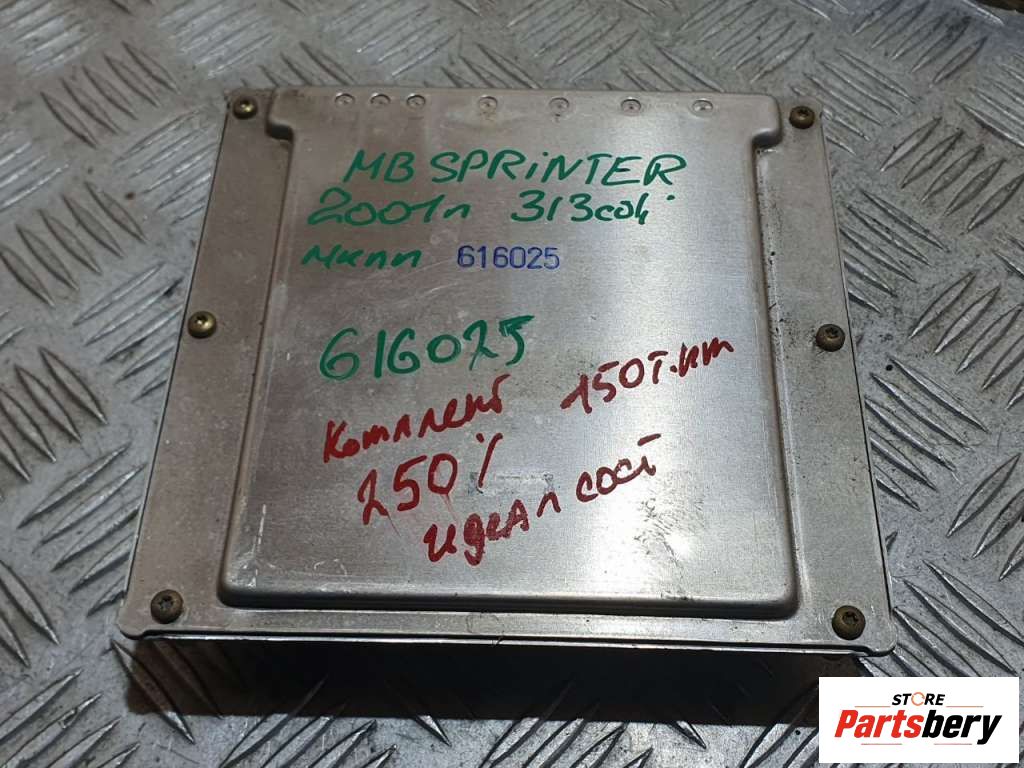 MB SPRiNTER
2001г 313cdi
мкпп 616025
616025
Комплект 150т.км
250%
идеал сост
STORE
Partsbery